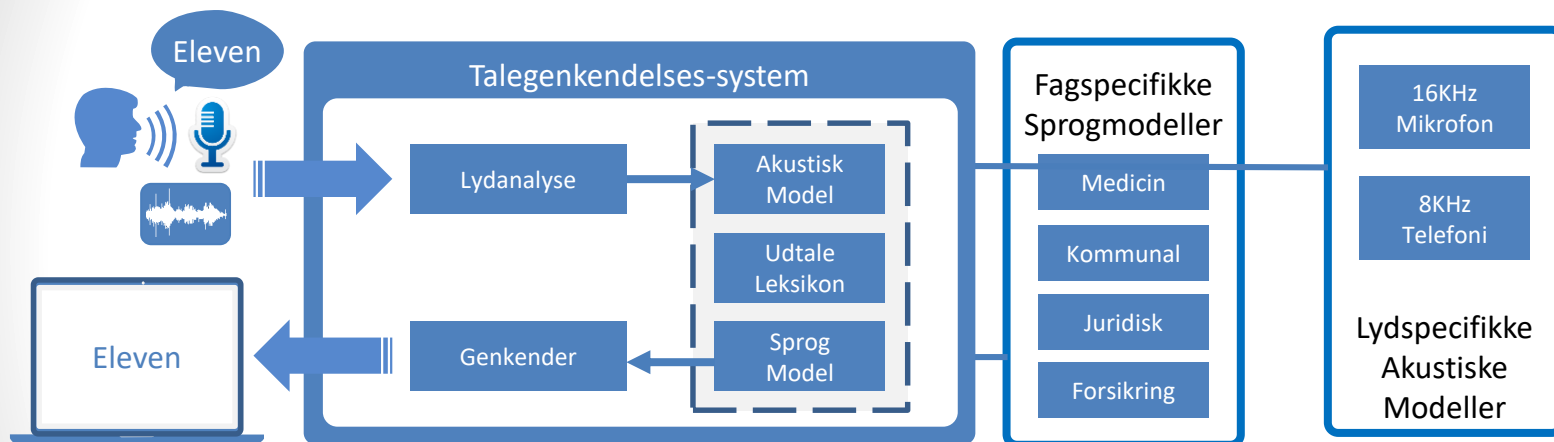 Eleven
Talegenkendelses-system
Lydanalyse
Akustisk
Model
Udtale
Leksikon
Sprog
Model
Genkender
Eleven
Fagspecifikke
Sprogmodeller
Medicin
Kommunal
Juridisk
Forsikring
16KHz
Mikrofon
8KHz
Telefoni
Lydspecifikke
Akustiske
Modeller